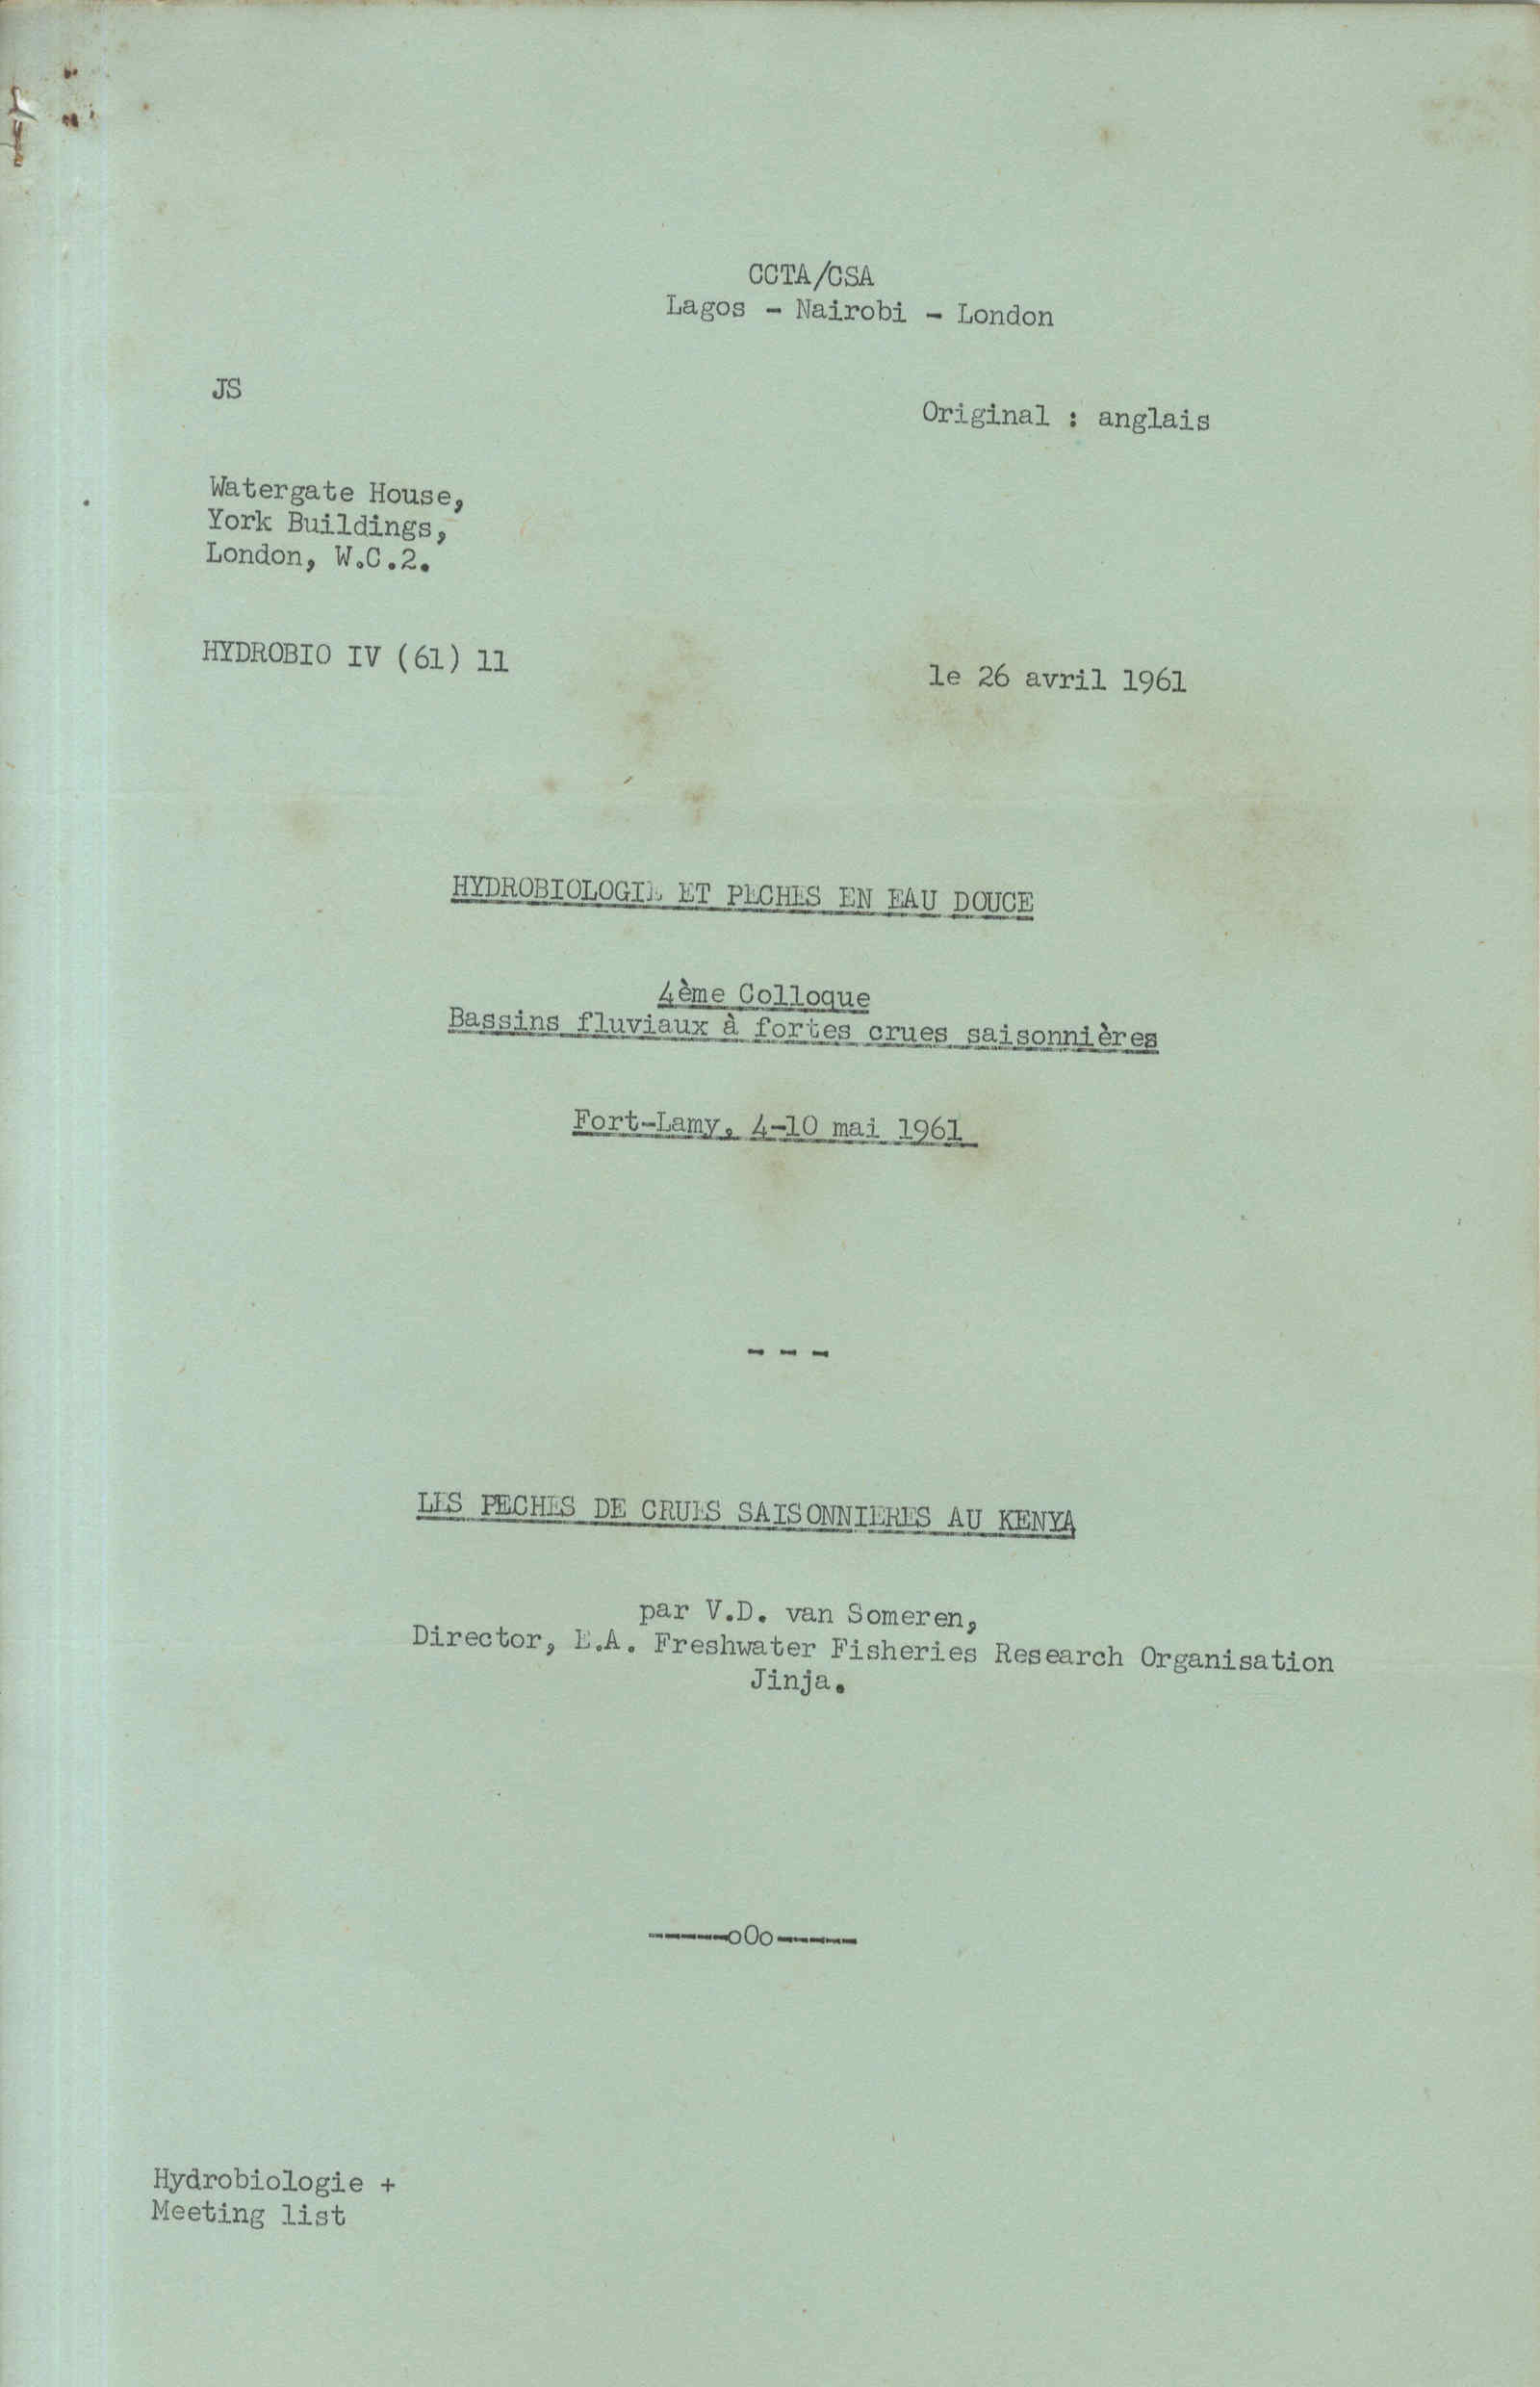 CCTA/CSA
Lagos - Nairobi - London
JS
Original : anglais
Watergate House,
York Buildings,
London, W.C.2.
HYDROBIO IV (61) 11
le 26 avril 1961
HYDROBIOLOGIE ET PECHES EN EAU DOUCE
4ème Colloque
Bassins fluviaux à fortes crues saisonnières
Fort-Lamy, 4-10 mai 1961
- - -
LES PECHES DE CRUES SAISONNIERES AU KENYA
par V.D. van Someren,
Director, E.A. Freshwater Fisheries Research Organisation
Jinja.
-----oOo-----
Hydrobiologie +
Meeting list